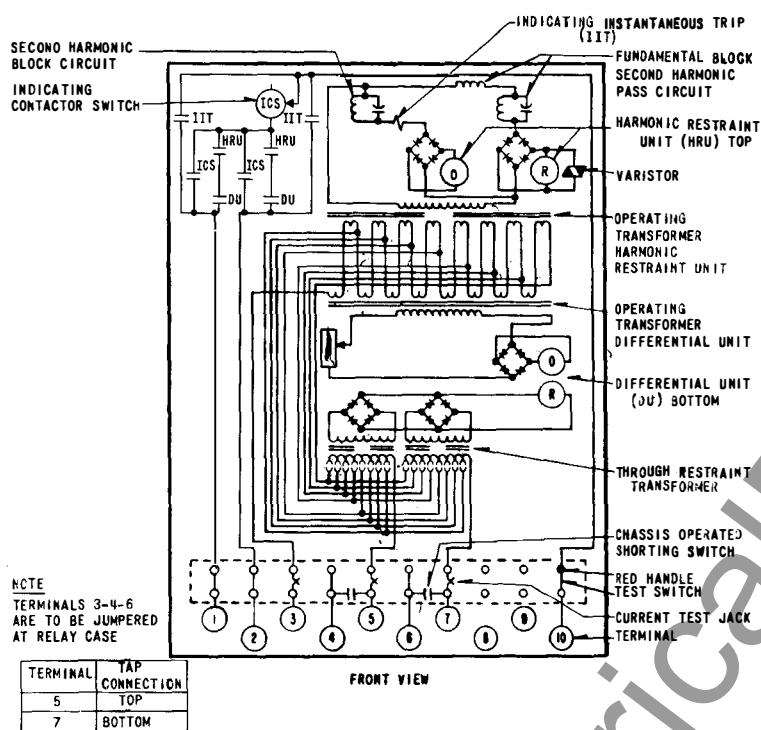 INDICATING INSTANTANEOUS TRIP
(IIT)
SECOND HARMONIC
BLOCK CIRCUIT
FUNDAMENTAL BLOCK
SECOND HARMONIC
PASS CIRCUIT
INDICATING
CONTACTOR SWITCH
ICS
IIT
IIT
HRU
HRU
ICS
ICS
DU
DU
HARMONIC RESTRAINT
UNIT (HRU) TOP
O
R
VARISTOR
OPERATING
TRANSFORMER
HARMONIC
RESTRAINT UNIT
OPERATING
TRANSFORMER
DIFFERENTIAL UNIT
O
R
DIFFERENTIAL UNIT
(DU) BOTTOM
THROUGH RESTRAINT
TRANSFORMER
CHASSIS OPERATED
SHORTING SWITCH
RED HANDLE
TEST SWITCH
CURRENT TEST JACK
TERMINAL
1
2
3
4
5
6
7
8
9
10
NOTE
TERMINALS 3-4-6
ARE TO BE JUMPERED
AT RELAY CASE
FRONT VIEW
TERMINAL TAP CONNECTION
5 TOP
7 BOTTOM